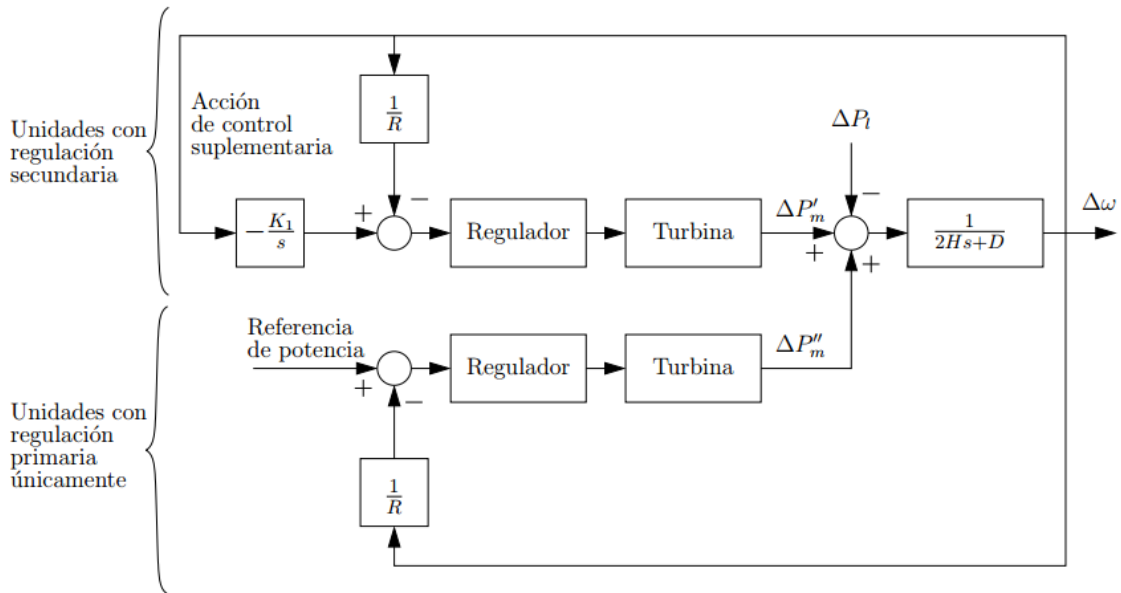 Unidades con
regulación
secundaria
Acción
de control
suplementaria
1
R
ΔP_l
−
−
+
− K_1
s
Regulador
Turbina
ΔP′_m
+
+
1
2Hs+D
Δω
Referencia
de potencia
+
−
Regulador
Turbina
ΔP″_m
Unidades con
regulación
primaria
únicamente
1
R